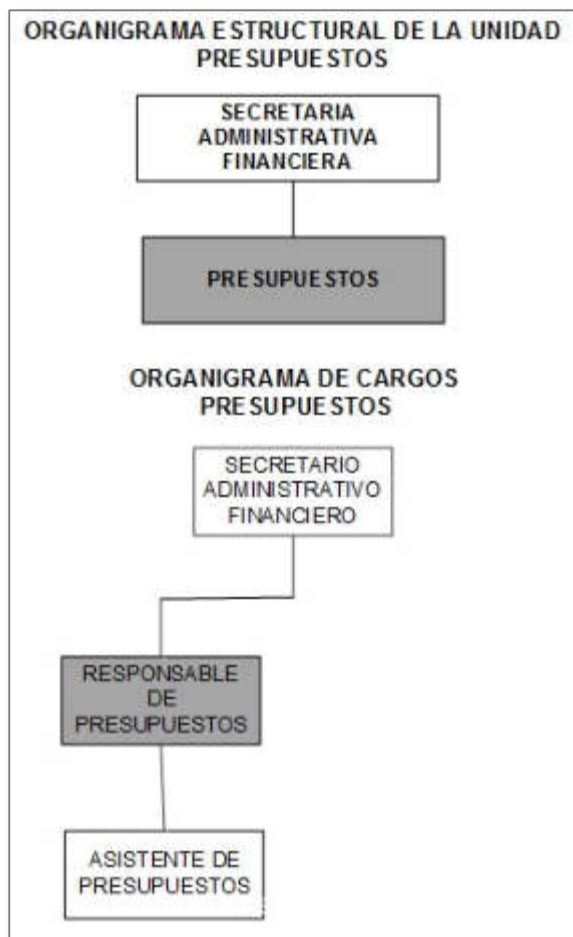 ORGANIGRAMA ESTRUCTURAL DE LA UNIDAD
PRESUPUESTOS
SECRETARIA
ADMINISTRATIVA
FINANCIERA
PRESUPUESTOS
ORGANIGRAMA DE CARGOS
PRESUPUESTOS
SECRETARIO
ADMINISTRATIVO
FINANCIERO
RESPONSABLE
DE
PRESUPUESTOS
ASISTENTE DE
PRESUPUESTOS